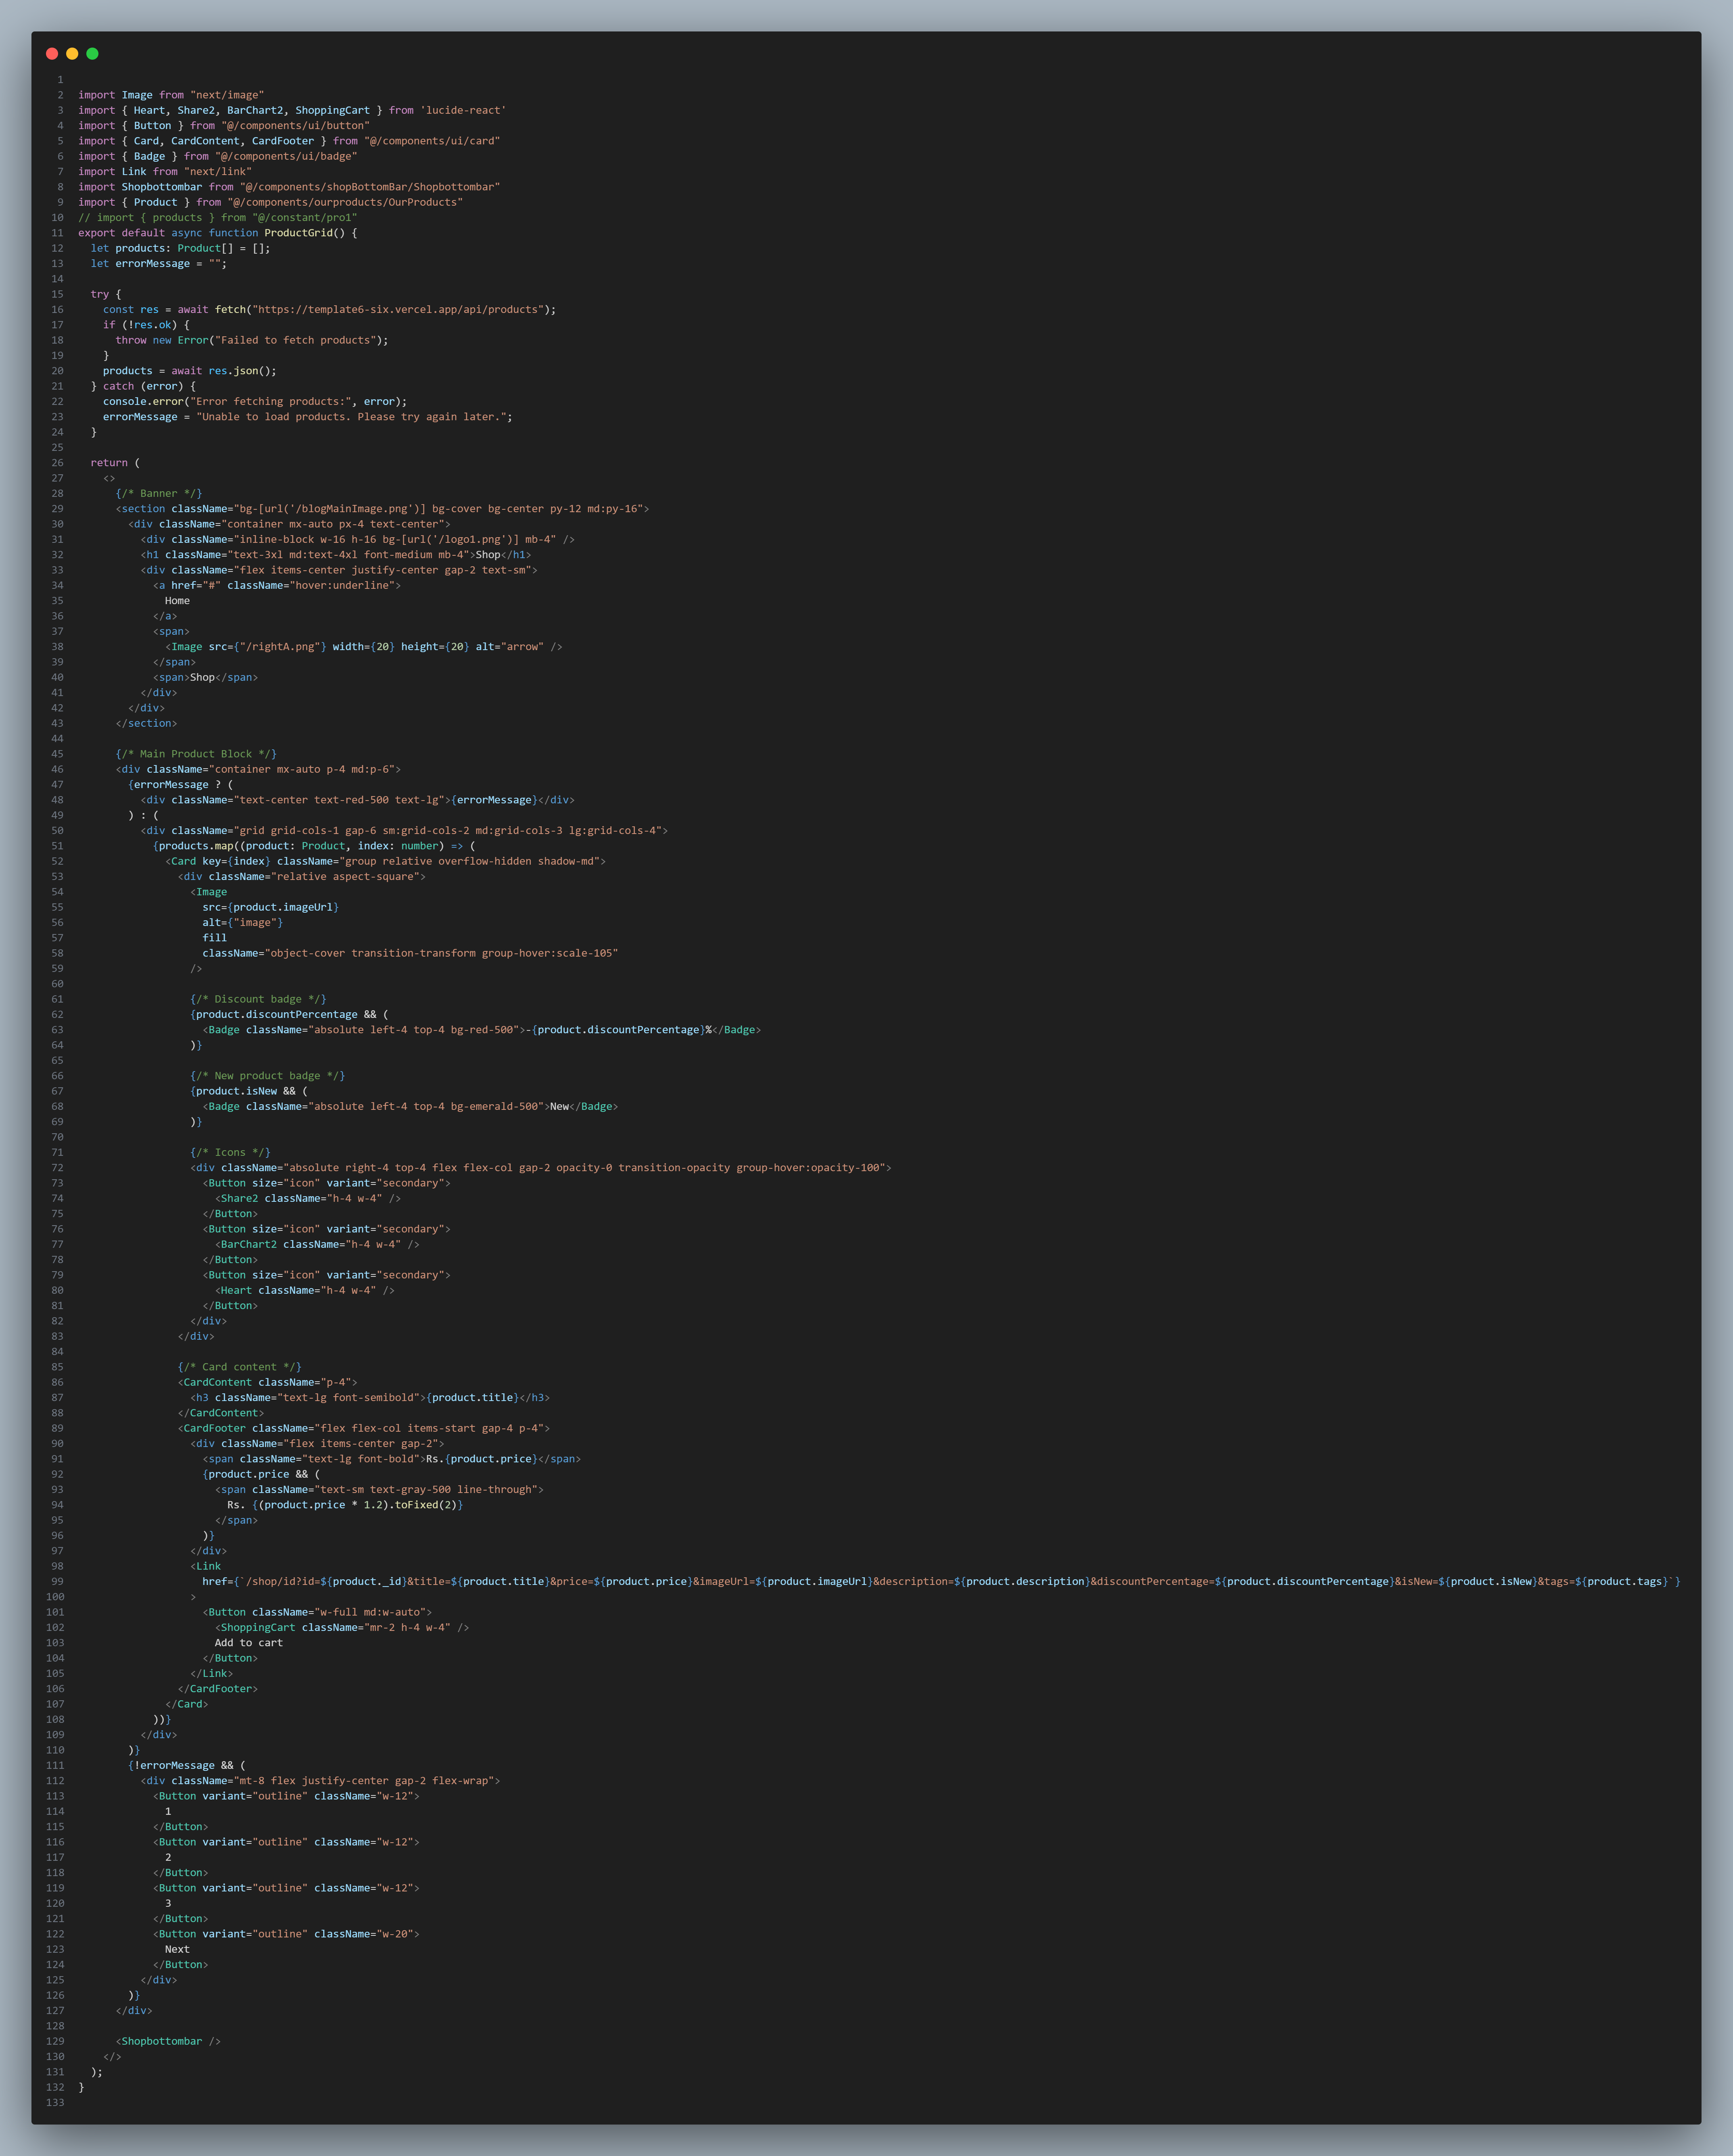 1
2 import Image from "next/image"
3 import { Heart, Share2, BarChart2, ShoppingCart } from 'lucide-react'
4 import { Button } from "@/components/ui/button"
5 import { Card, CardContent, CardFooter } from "@/components/ui/card"
6 import { Badge } from "@/components/ui/badge"
7 import Link from "next/link"
8 import Shopbottombar from "@/components/shopBottomBar/Shopbottombar"
9 import { Product } from "@/components/ourproducts/OurProducts"
10 // import { products } from "@/constant/pro1"
11 export default async function ProductGrid() {
12   let products: Product[] = [];
13   let errorMessage = "";
14
15   try {
16     const res = await fetch("https://template6-six.vercel.app/api/products");
17     if (!res.ok) {
18       throw new Error("Failed to fetch products");
19     }
20     products = await res.json();
21   } catch (error) {
22     console.error("Error fetching products:", error);
23     errorMessage = "Unable to load products. Please try again later.";
24   }
25
26   return (
27     <>
28       {/* Banner */}
29       <section className="bg-[url('/blogMainImage.png')] bg-cover bg-center py-12 md:py-16">
30         <div className="container mx-auto px-4 text-center">
31           <div className="inline-block w-16 h-16 bg-[url('/logo1.png')] mb-4" />
32           <h1 className="text-3xl md:text-4xl font-medium mb-4">Shop</h1>
33           <div className="flex items-center justify-center gap-2 text-sm">
34             <a href="#" className="hover:underline">
35               Home
36             </a>
37             <span>
38               <Image src={"/rightA.png"} width={20} height={20} alt="arrow" />
39             </span>
40             <span>Shop</span>
41           </div>
42         </div>
43       </section>
44
45       {/* Main Product Block */}
46       <div className="container mx-auto p-4 md:p-6">
47         {errorMessage ? (
48           <div className="text-center text-red-500 text-lg">{errorMessage}</div>
49         ) : (
50           <div className="grid grid-cols-1 gap-6 sm:grid-cols-2 md:grid-cols-3 lg:grid-cols-4">
51             {products.map((product: Product, index: number) => (
52               <Card key={index} className="group relative overflow-hidden shadow-md">
53                 <div className="relative aspect-square">
54                   <Image
55                     src={product.imageUrl}
56                     alt={"image"}
57                     fill
58                     className="object-cover transition-transform group-hover:scale-105"
59                   />
60
61                   {/* Discount badge */}
62                   {product.discountPercentage && (
63                     <Badge className="absolute left-4 top-4 bg-red-500">-{product.discountPercentage}%</Badge>
64                   )}
65
66                   {/* New product badge */}
67                   {product.isNew && (
68                     <Badge className="absolute left-4 top-4 bg-emerald-500">New</Badge>
69                   )}
70
71                   {/* Icons */}
72                   <div className="absolute right-4 top-4 flex flex-col gap-2 opacity-0 transition-opacity group-hover:opacity-100">
73                     <Button size="icon" variant="secondary">
74                       <Share2 className="h-4 w-4" />
75                     </Button>
76                     <Button size="icon" variant="secondary">
77                       <BarChart2 className="h-4 w-4" />
78                     </Button>
79                     <Button size="icon" variant="secondary">
80                       <Heart className="h-4 w-4" />
81                     </Button>
82                   </div>
83                 </div>
84
85                 {/* Card content */}
86                 <CardContent className="p-4">
87                   <h3 className="text-lg font-semibold">{product.title}</h3>
88                 </CardContent>
89                 <CardFooter className="flex flex-col items-start gap-4 p-4">
90                   <div className="flex items-center gap-2">
91                     <span className="text-lg font-bold">Rs.{product.price}</span>
92                     {product.price && (
93                       <span className="text-sm text-gray-500 line-through">
94                         Rs. {(product.price * 1.2).toFixed(2)}
95                       </span>
96                     )}
97                   </div>
98                   <Link
99                     href={`/shop/id?id=${product._id}&title=${product.title}&price=${product.price}&imageUrl=${product.imageUrl}&description=${product.description}&discountPercentage=${product.discountPercentage}&isNew=${product.isNew}&tags=${product.tags}`}
100                   >
101                     <Button className="w-full md:w-auto">
102                       <ShoppingCart className="mr-2 h-4 w-4" />
103                       Add to cart
104                     </Button>
105                   </Link>
106                 </CardFooter>
107               </Card>
108             ))}
109           </div>
110         )}
111         {!errorMessage && (
112           <div className="mt-8 flex justify-center gap-2 flex-wrap">
113             <Button variant="outline" className="w-12">
114               1
115             </Button>
116             <Button variant="outline" className="w-12">
117               2
118             </Button>
119             <Button variant="outline" className="w-12">
120               3
121             </Button>
122             <Button variant="outline" className="w-20">
123               Next
124             </Button>
125           </div>
126         )}
127       </div>
128
129       <Shopbottombar />
130     </>
131   );
132 }
133